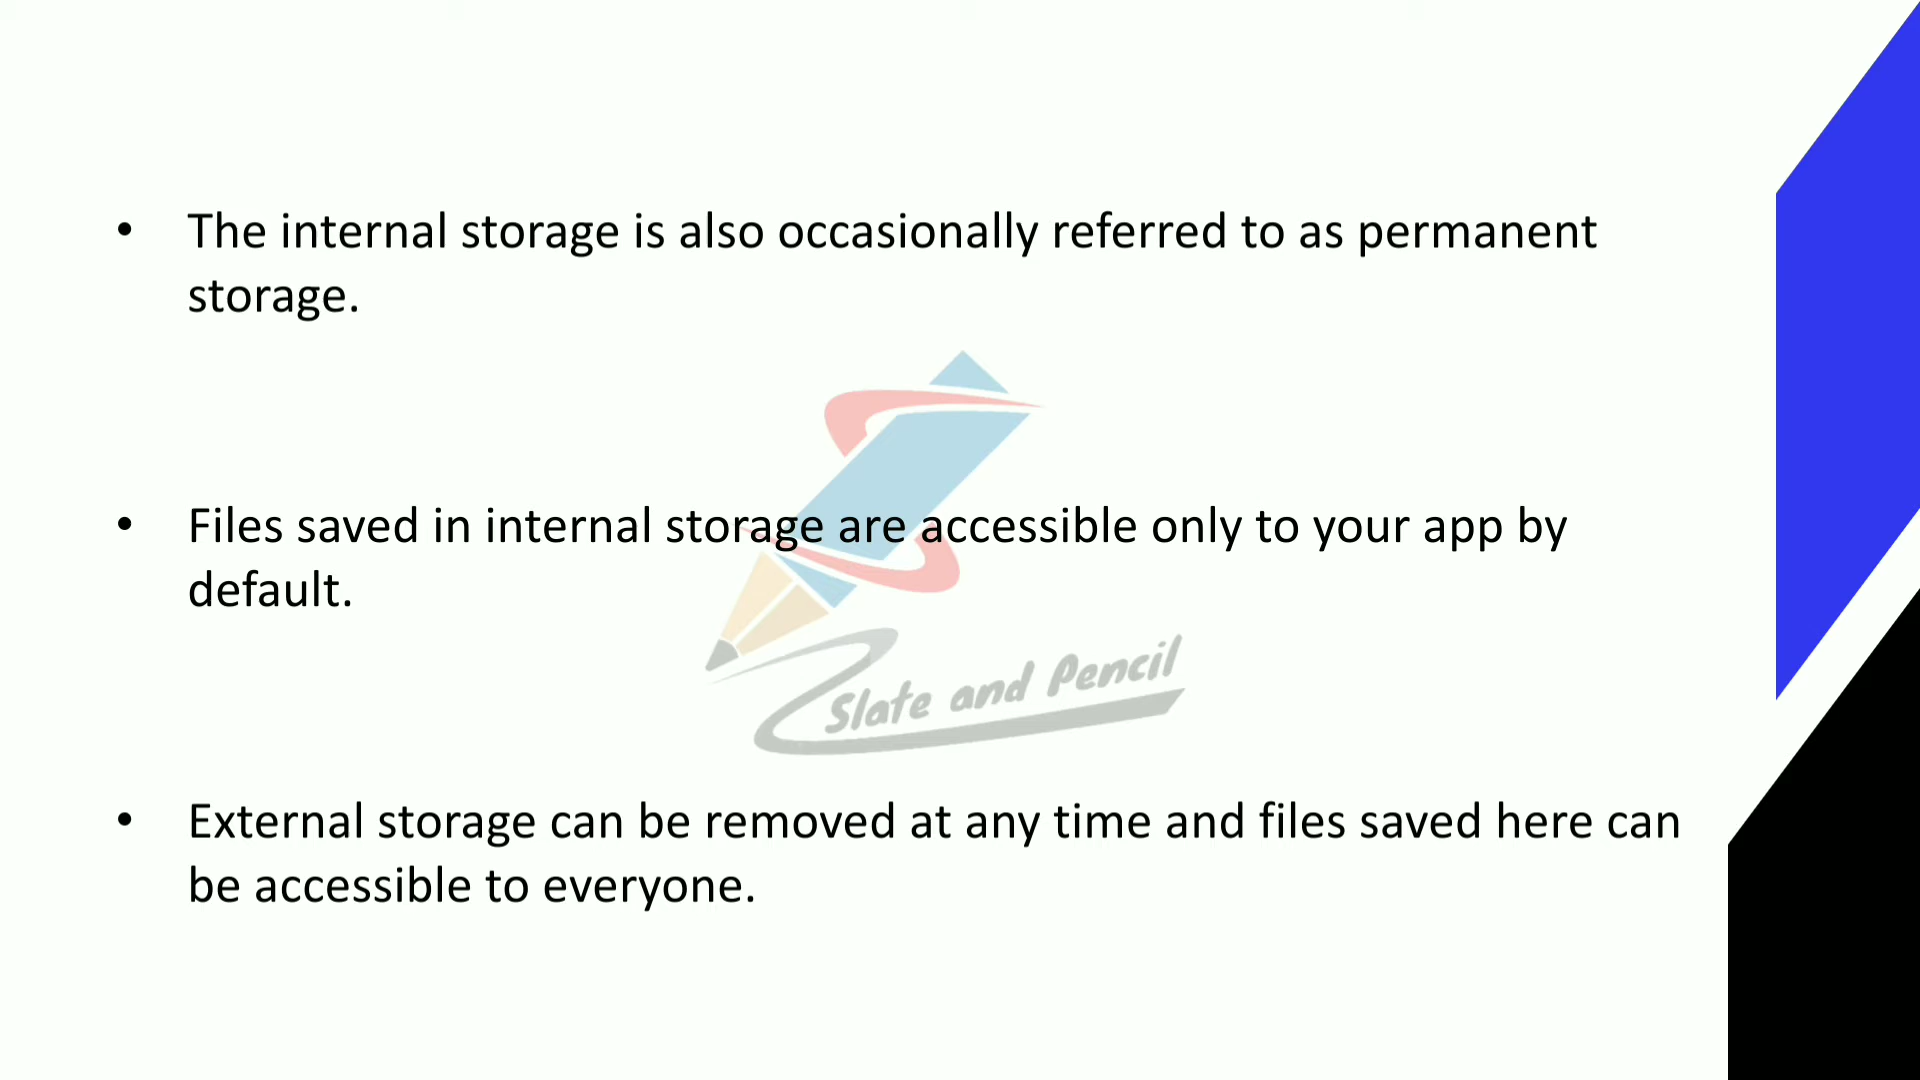 • The internal storage is also occasionally referred to as permanent
storage.
• Files saved in internal storage are accessible only to your app by
default.
Slate and Pencil
• External storage can be removed at any time and files saved here can
be accessible to everyone.